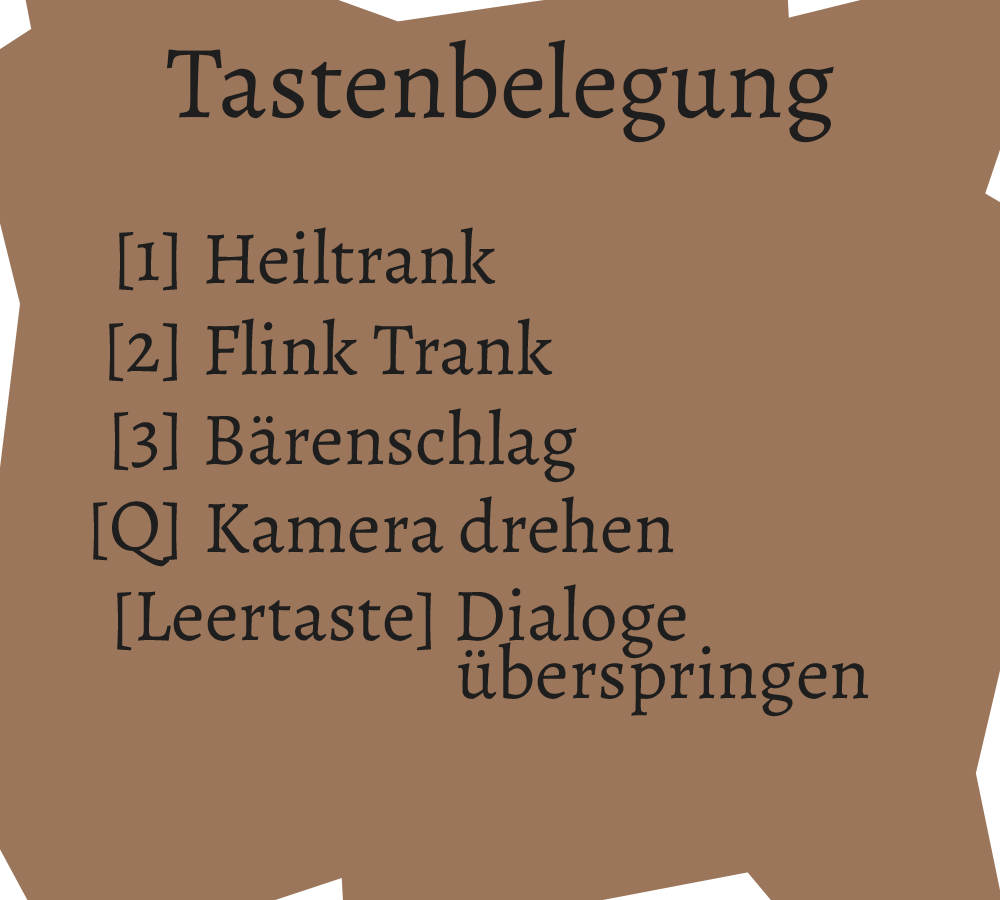 Tastenbelegung
[1] Heiltrank
[2] Flink Trank
[3] Bärenschlag
[Q] Kamera drehen
[Leertaste] Dialoge
überspringen